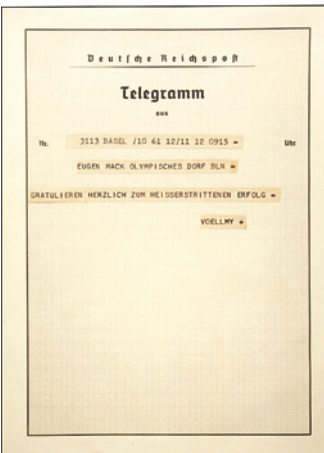 Deutsche Reichspost
Telegramm
aus
Nr. 3113 BASEL /10 61 12/11 12 0915 = Uhr
EUGEN MACK OLYMPISCHES DORF BLN =
GRATULIEREN HERZLICH ZUM HEISSERSTRITTENEN ERFOLG =
VOELLMY +